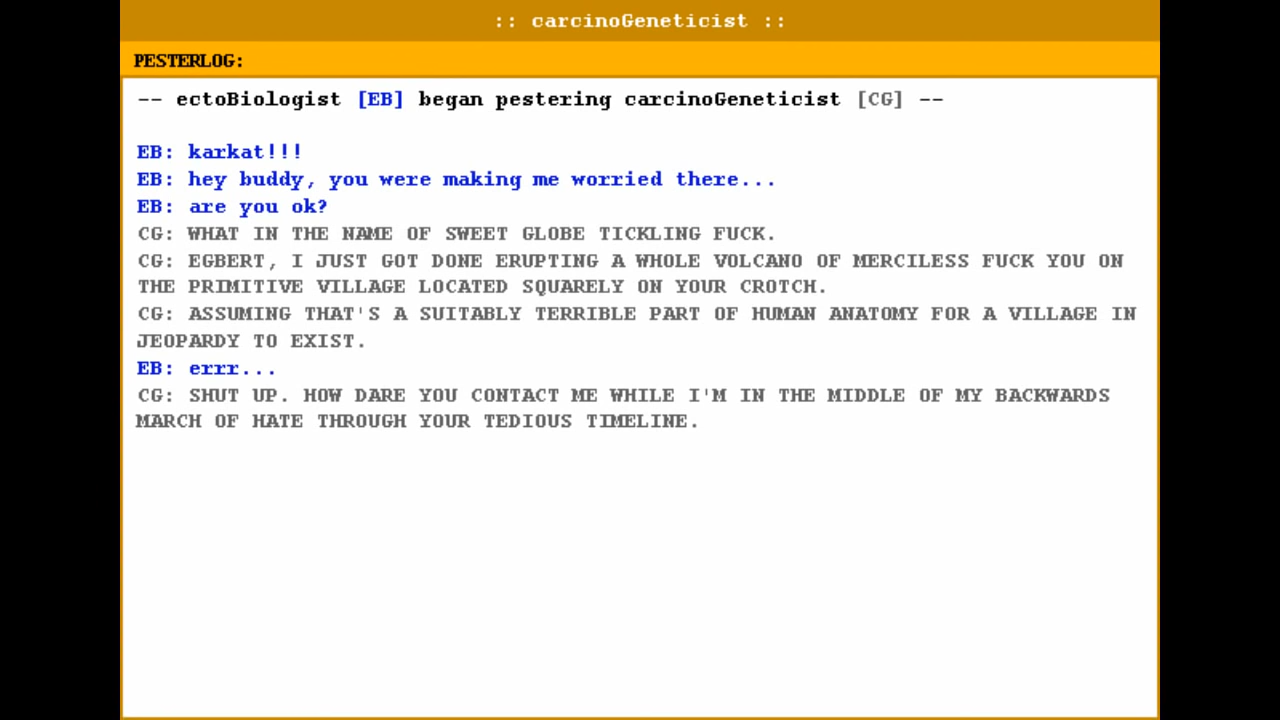 :: carcinoGeneticist ::
PESTERLOG:
-- ectoBiologist [EB] began pestering carcinoGeneticist [CG] --
EB: karkat!!!
EB: hey buddy, you were making me worried there...
EB: are you ok?
CG: WHAT IN THE NAME OF SWEET GLOBE TICKLING FUCK.
CG: EGBERT, I JUST GOT DONE ERUPTING A WHOLE VOLCANO OF MERCILESS FUCK YOU ON
THE PRIMITIVE VILLAGE LOCATED SQUARELY ON YOUR CROTCH.
CG: ASSUMING THAT'S A SUITABLY TERRIBLE PART OF HUMAN ANATOMY FOR A VILLAGE IN
JEOPARDY TO EXIST.
EB: errr...
CG: SHUT UP. HOW DARE YOU CONTACT ME WHILE I'M IN THE MIDDLE OF MY BACKWARDS
MARCH OF HATE THROUGH YOUR TEDIOUS TIMELINE.